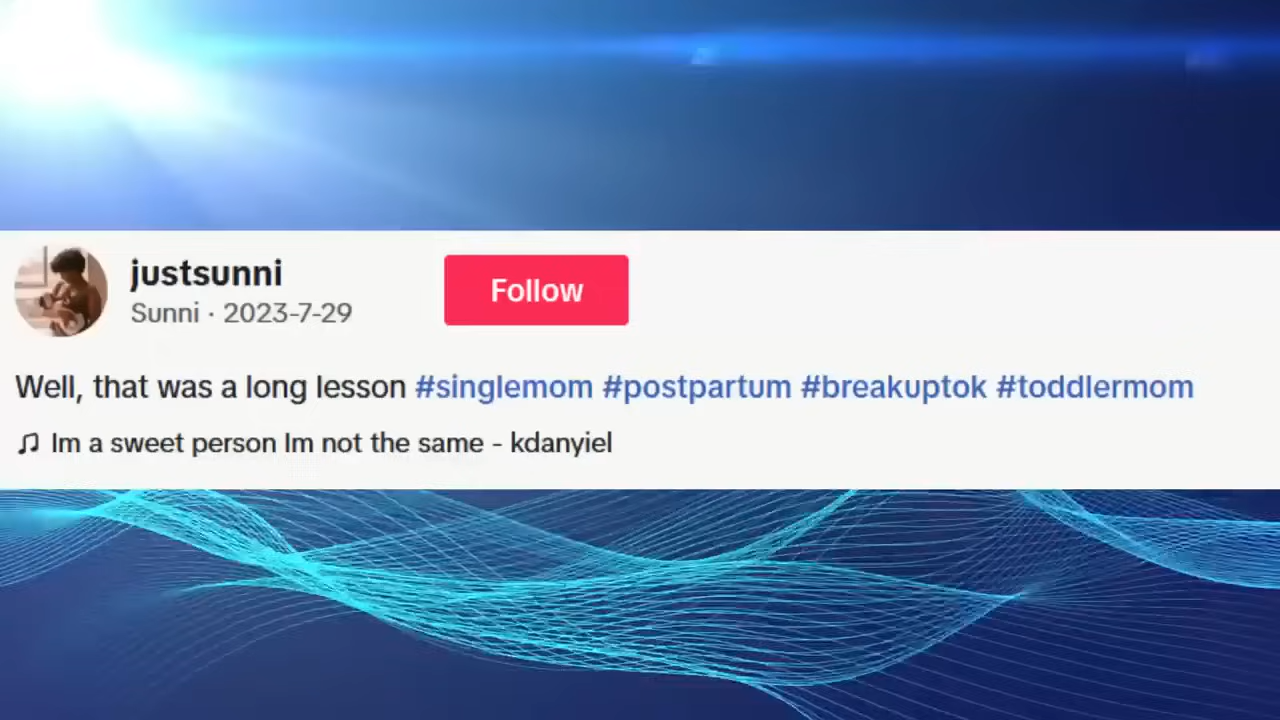 justsunni
Sunni · 2023-7-29
Follow
Well, that was a long lesson #singlemom #postpartum #breakuptok #toddlermom
♫ Im a sweet person Im not the same - kdanyiel